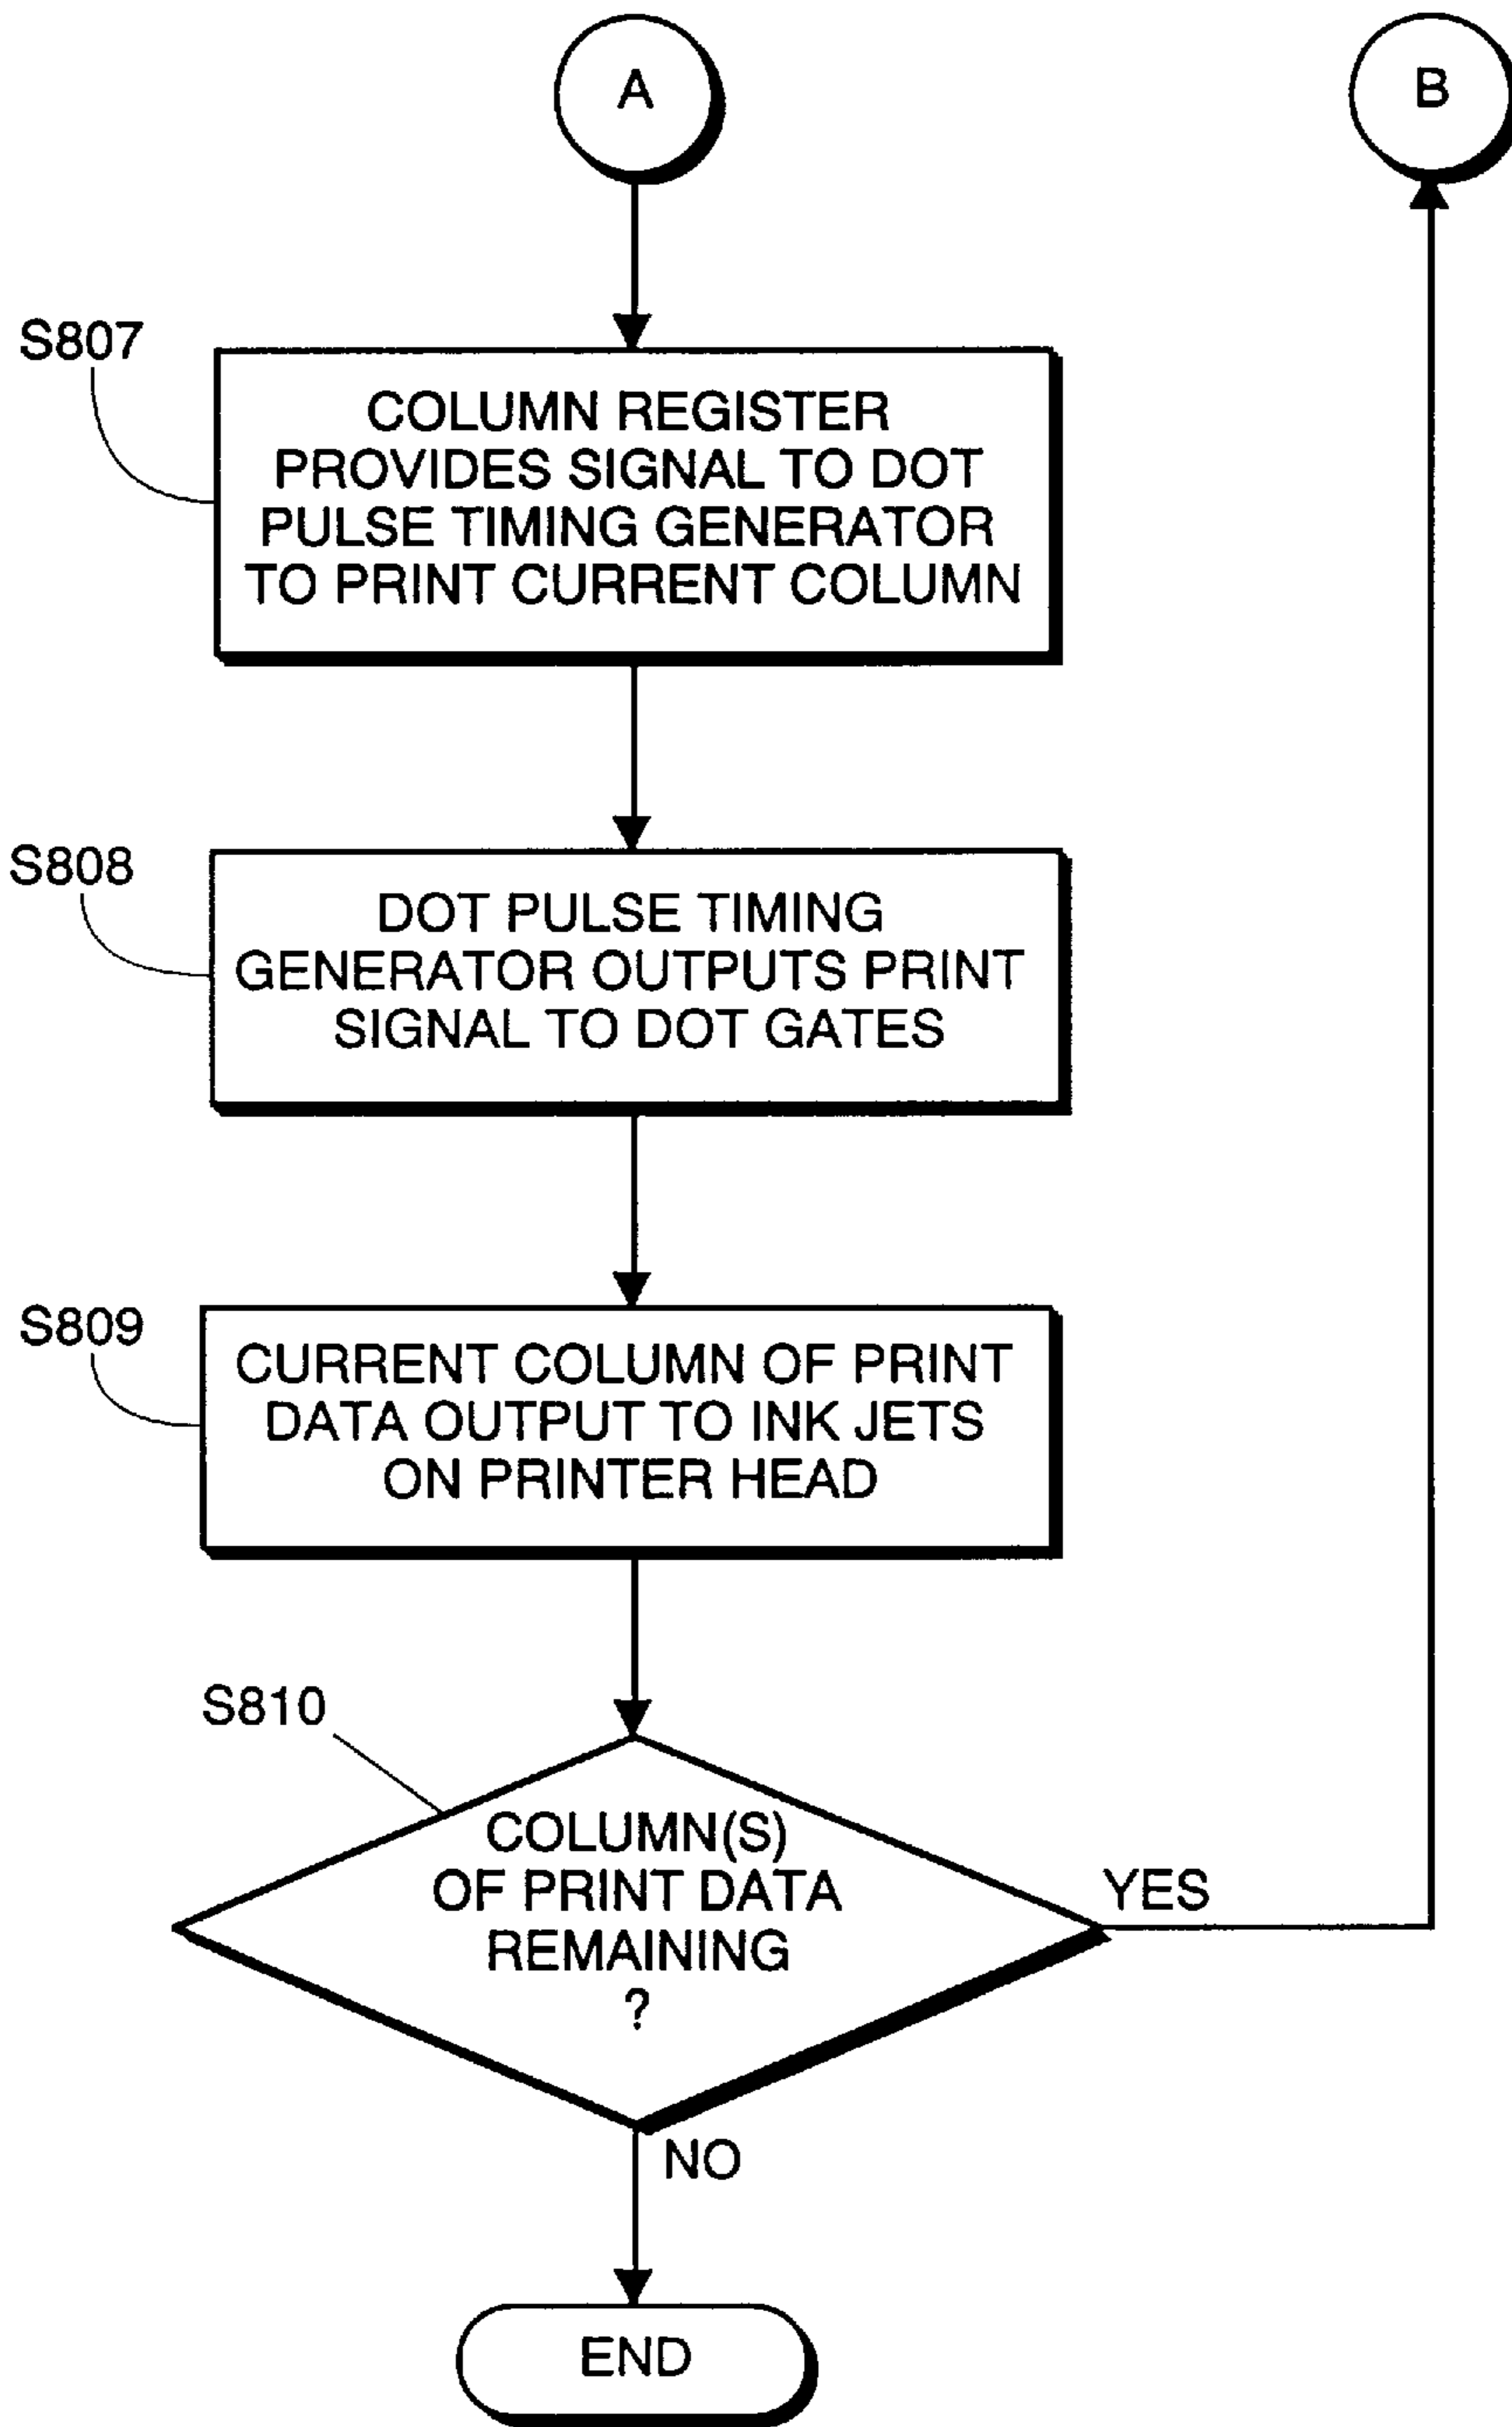 A
B
S807
COLUMN REGISTER
PROVIDES SIGNAL TO DOT
PULSE TIMING GENERATOR
TO PRINT CURRENT COLUMN
S808
DOT PULSE TIMING
GENERATOR OUTPUTS PRINT
SIGNAL TO DOT GATES
S809
CURRENT COLUMN OF PRINT
DATA OUTPUT TO INK JETS
ON PRINTER HEAD
S810
COLUMN(S)
OF PRINT DATA
REMAINING
?
YES
NO
END